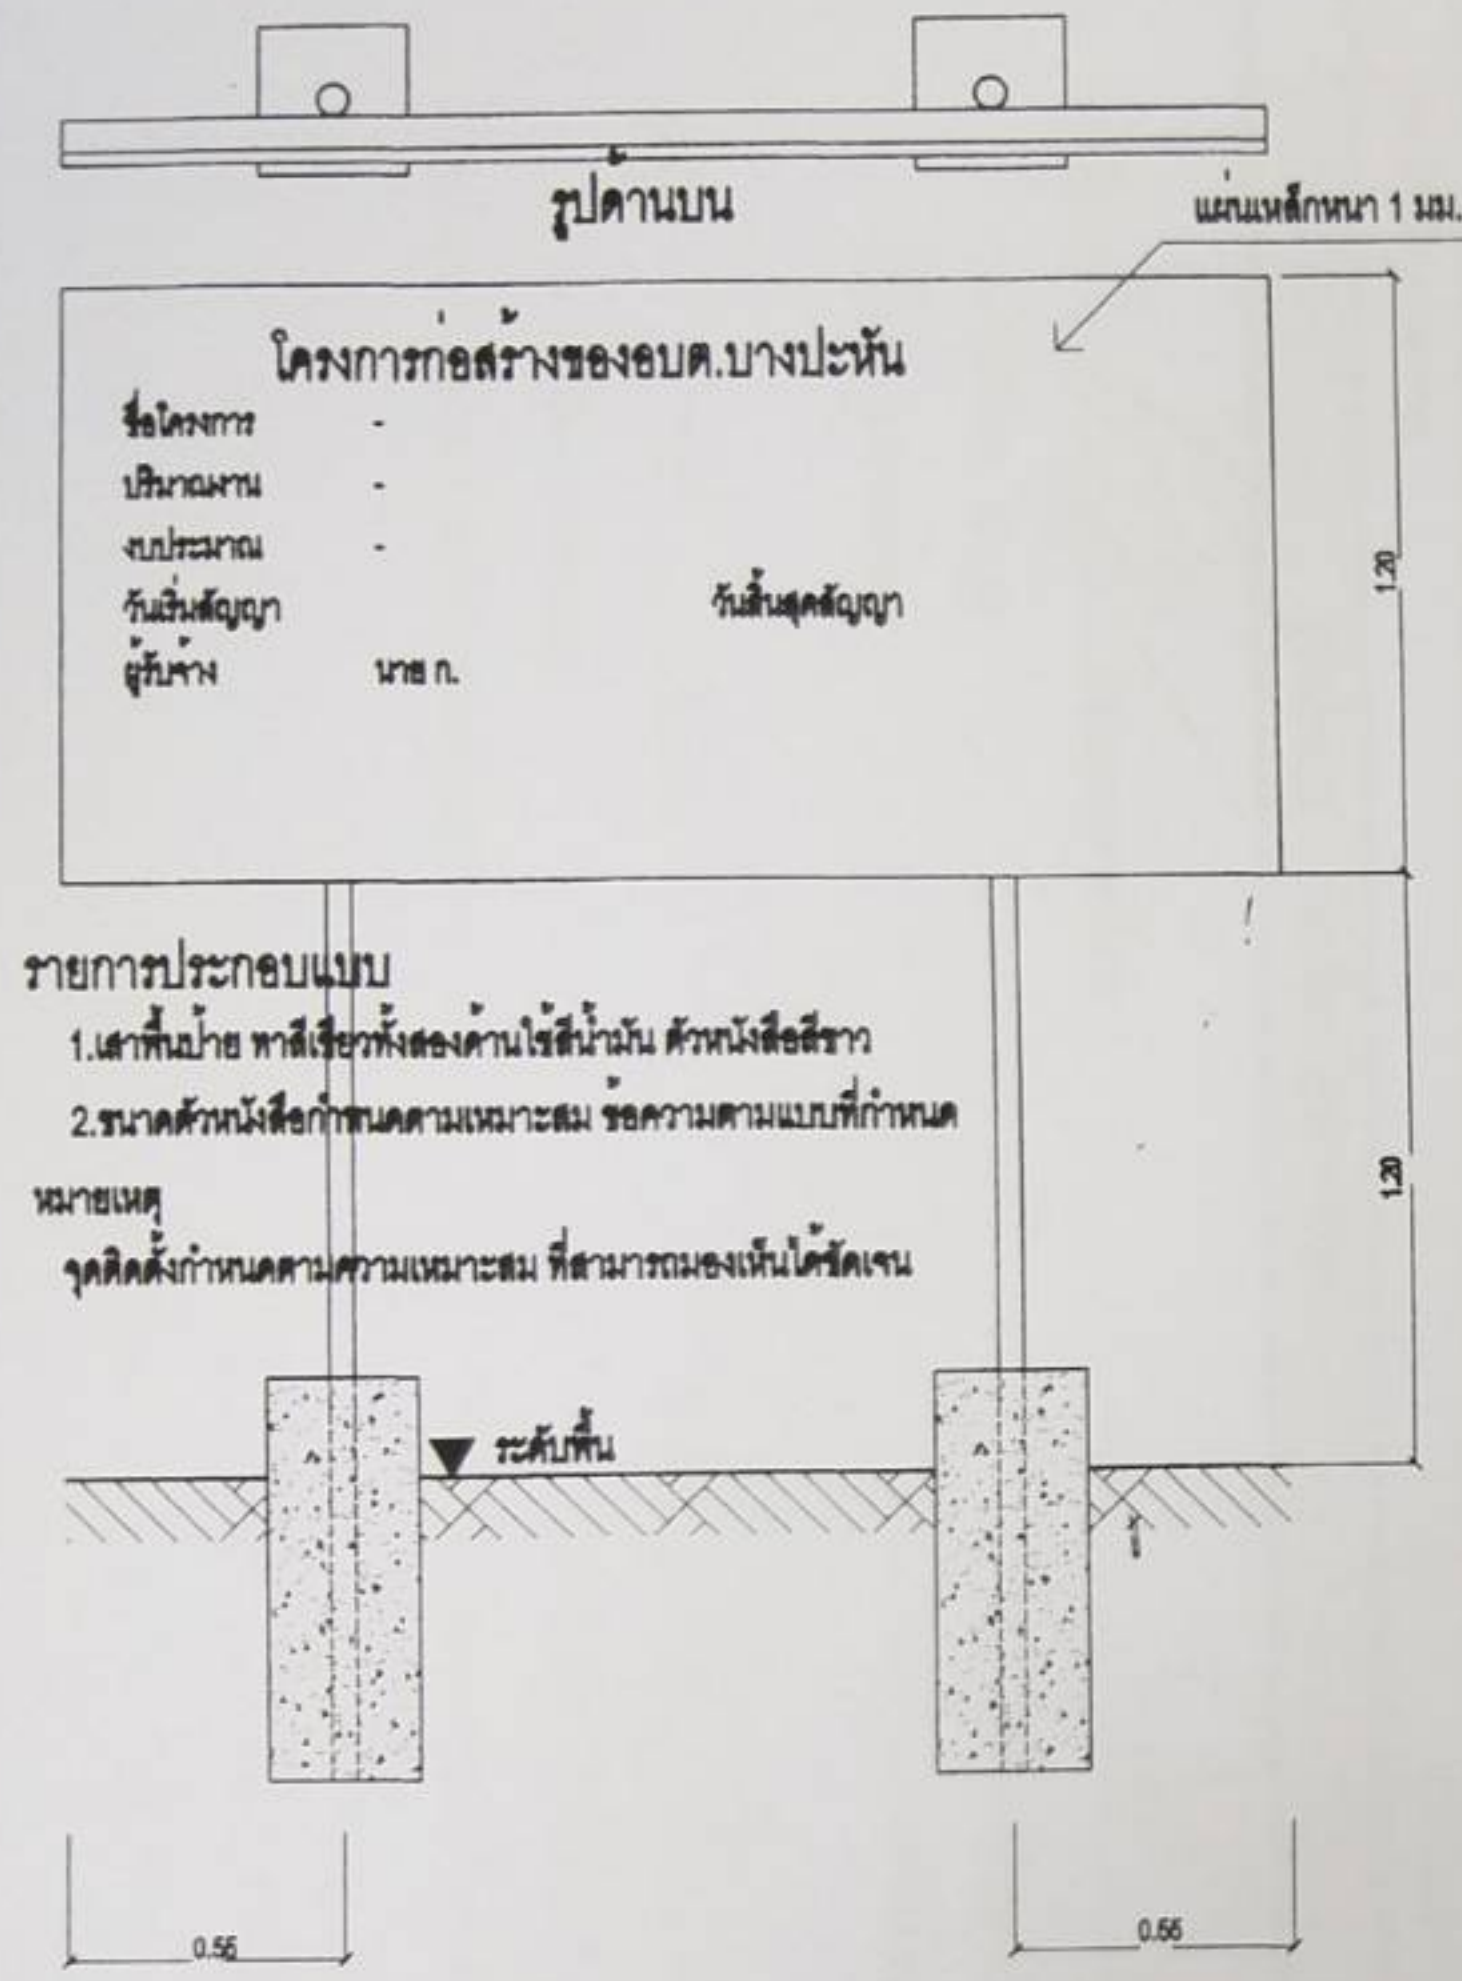 รูปด้านบน
แผ่นเหล็กหนา 1 มม.
โครงการก่อสร้างของอบต.บางปะหัน
ชื่อโครงการ -
ปริมาณงาน -
งบประมาณ -
วันเริ่มสัญญา วันสิ้นสุดสัญญา
ผู้รับจ้าง นาย ก.
1.20
รายการประกอบแบบ
1.เสาพื้นป้าย ทาสีเขียวทั้งสองด้านใช้สีน้ำมัน ตัวหนังสือสีขาว
2.ขนาดตัวหนังสือกำหนดตามเหมาะสม ข้อความตามแบบที่กำหนด
หมายเหตุ
จุดติดตั้งกำหนดตามความเหมาะสม ที่สามารถมองเห็นได้ชัดเจน
1.20
ระดับพื้น
0.55
0.55